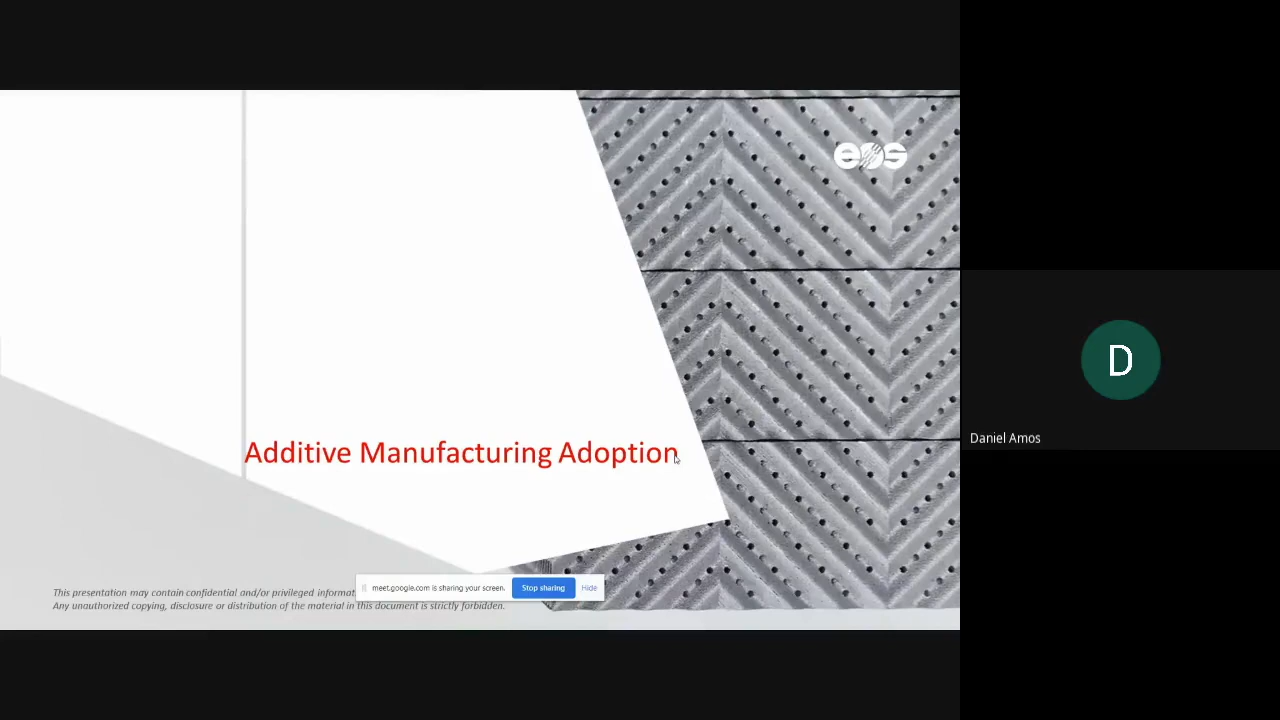 eos
Additive Manufacturing Adoption
This presentation may contain confidential and/or privileged informat
Any unauthorized copying, disclosure or distribution of the material in this document is strictly forbidden.
meet.google.com is sharing your screen.
Stop sharing
Hide
D
Daniel Amos